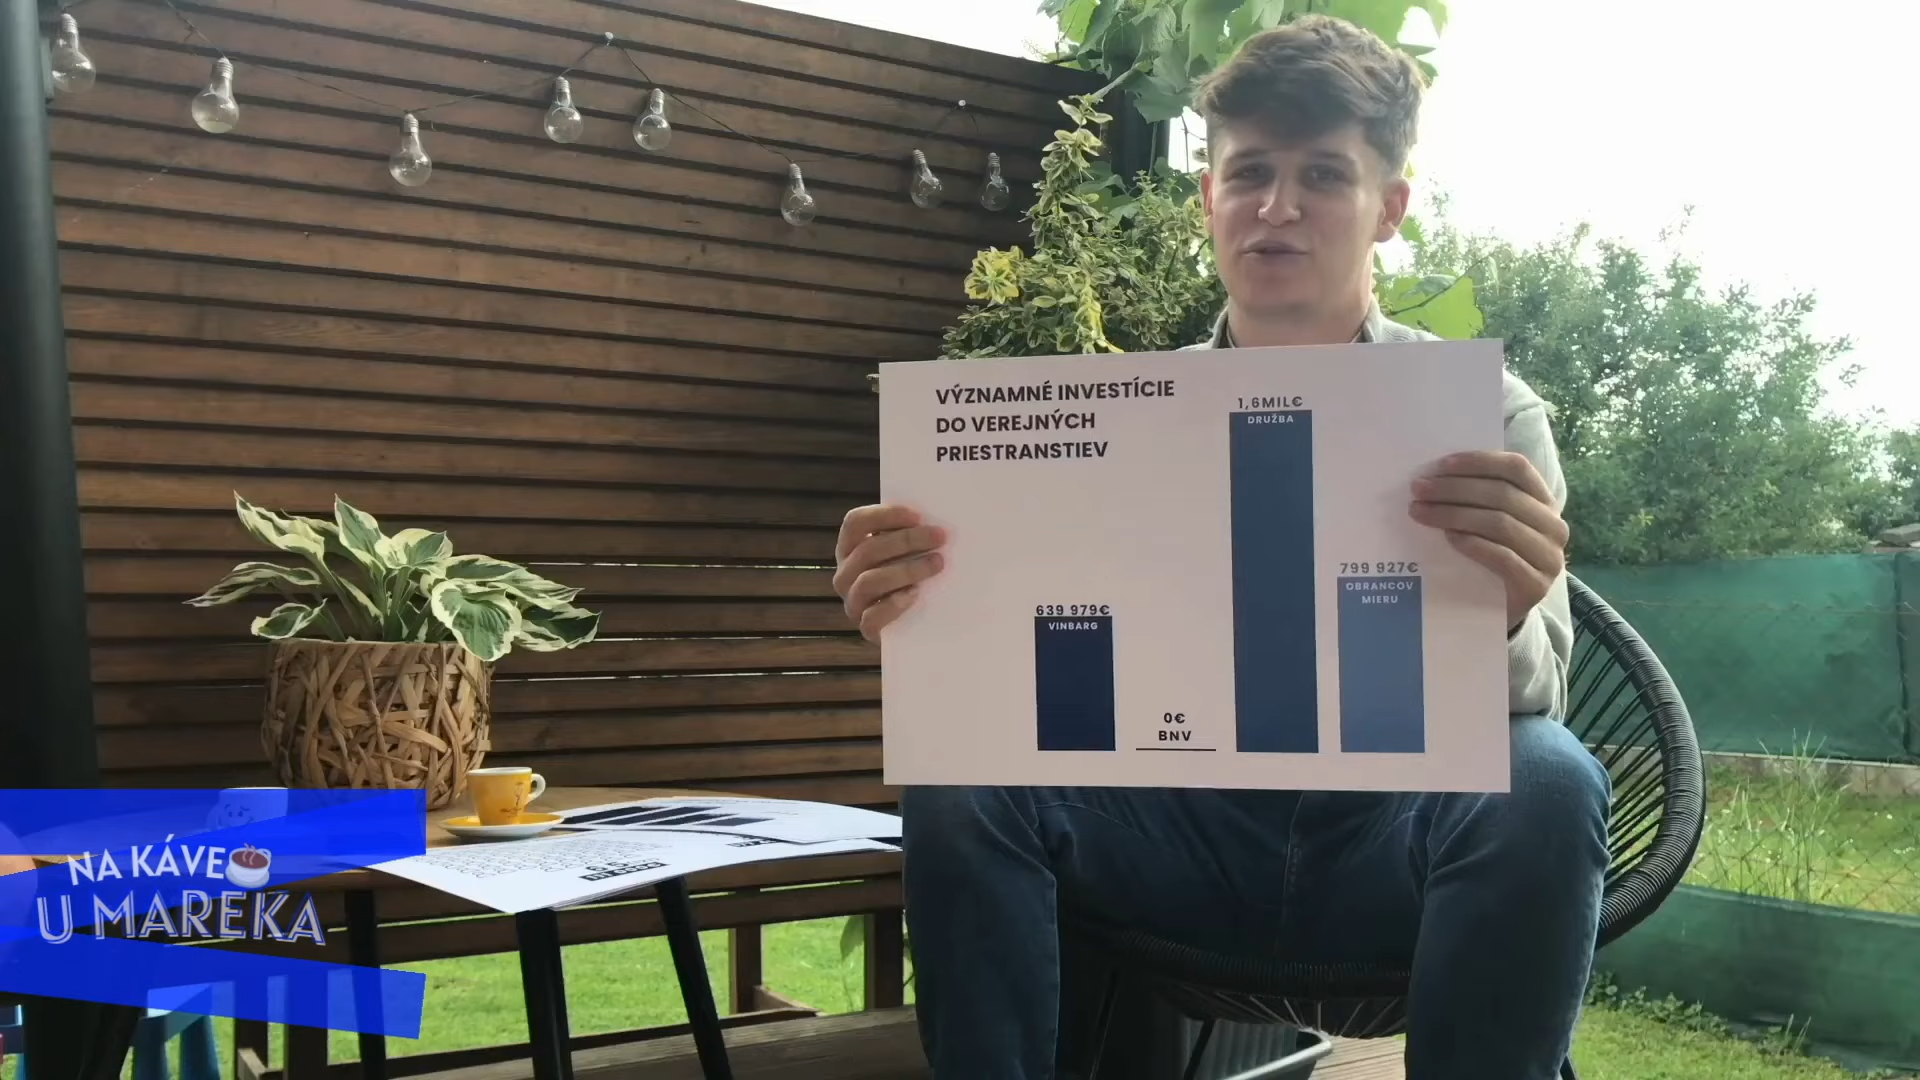 VÝZNAMNÉ INVESTÍCIE
DO VEREJNÝCH
PRIESTRANSTIEV
639 979€
VINBARG
0€
BNV
1,6MIL€
DRUŽBA
799 927€
OBRANCOV
MIERU
NA KÁVE
U MAREKA